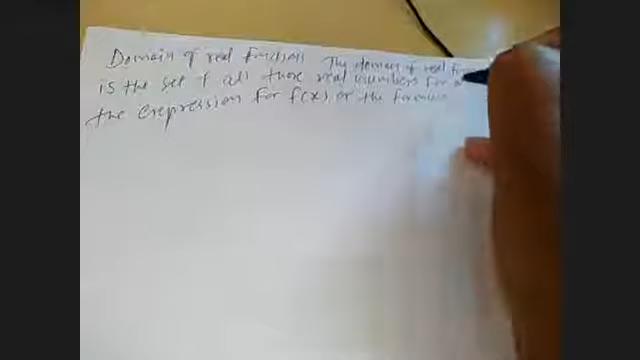 Domain of real functions The domain of real
is the set of all those real numbers for
the expression for f(x) or the formula